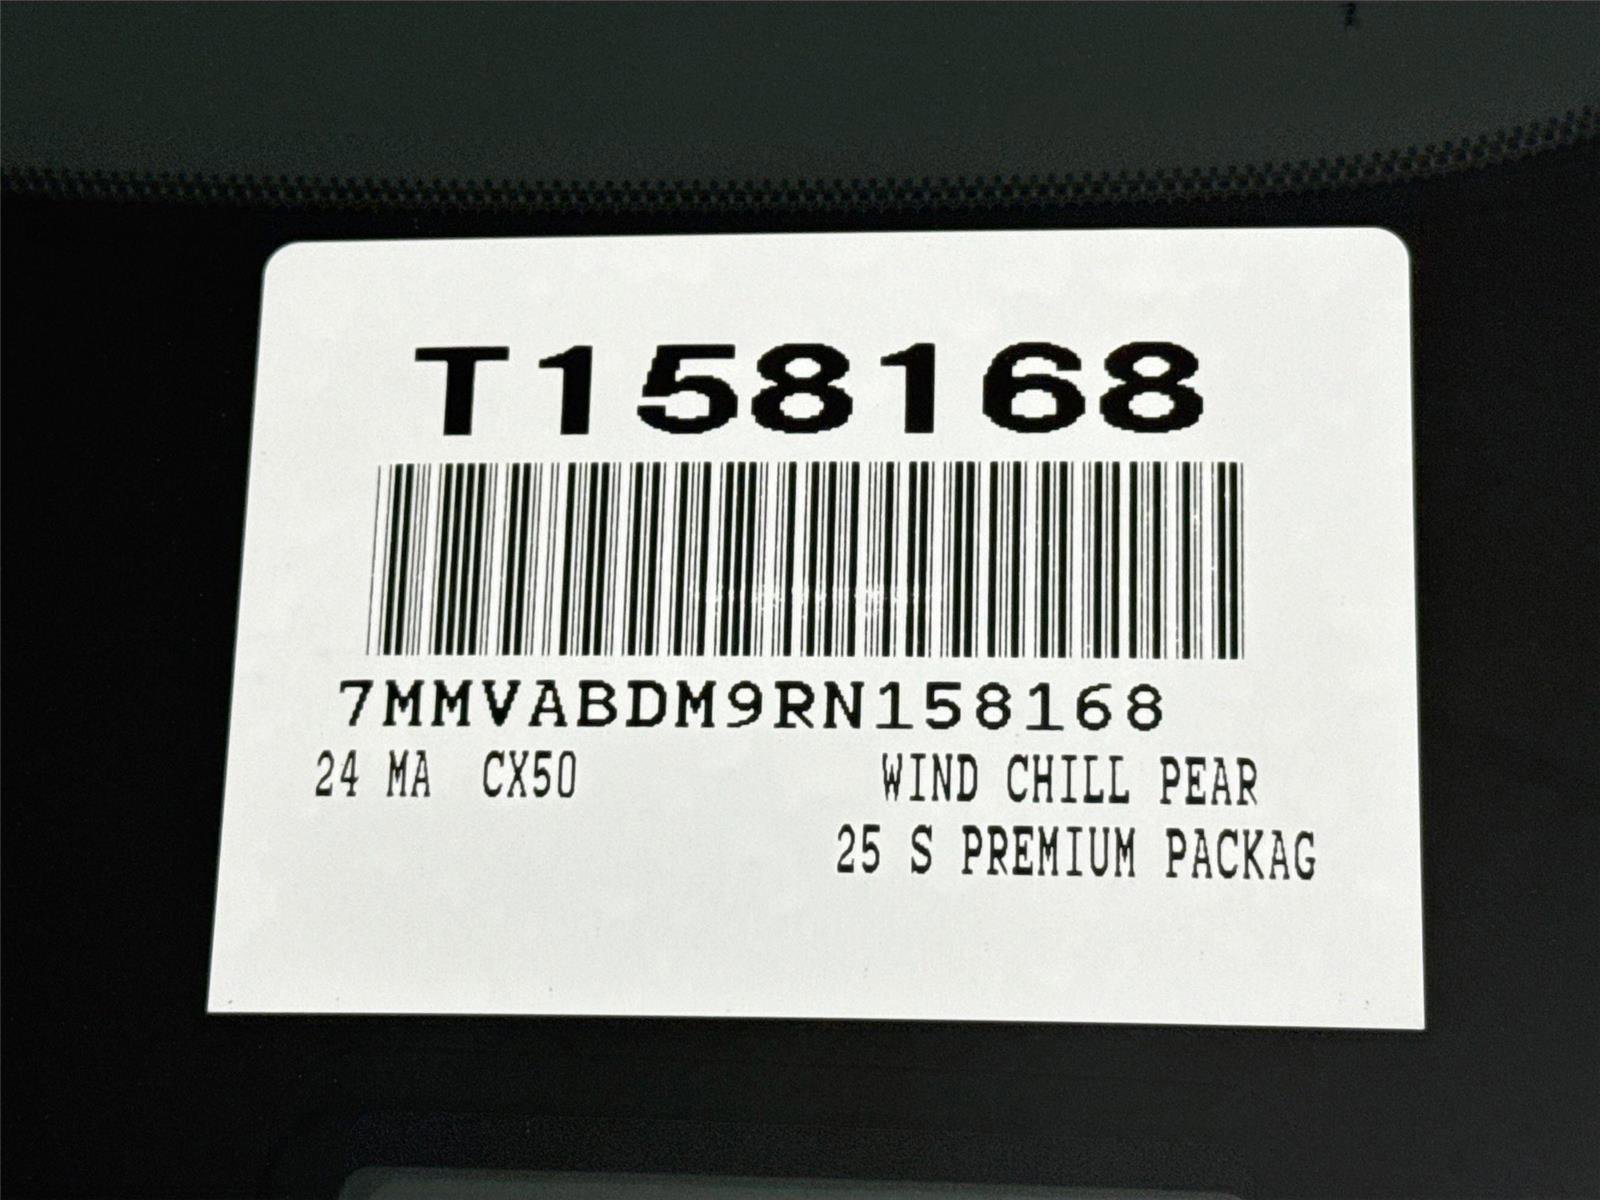 T158168
7MMVABDM9RN158168
24 MA CX50 WIND CHILL PEAR
25 S PREMIUM PACKAG